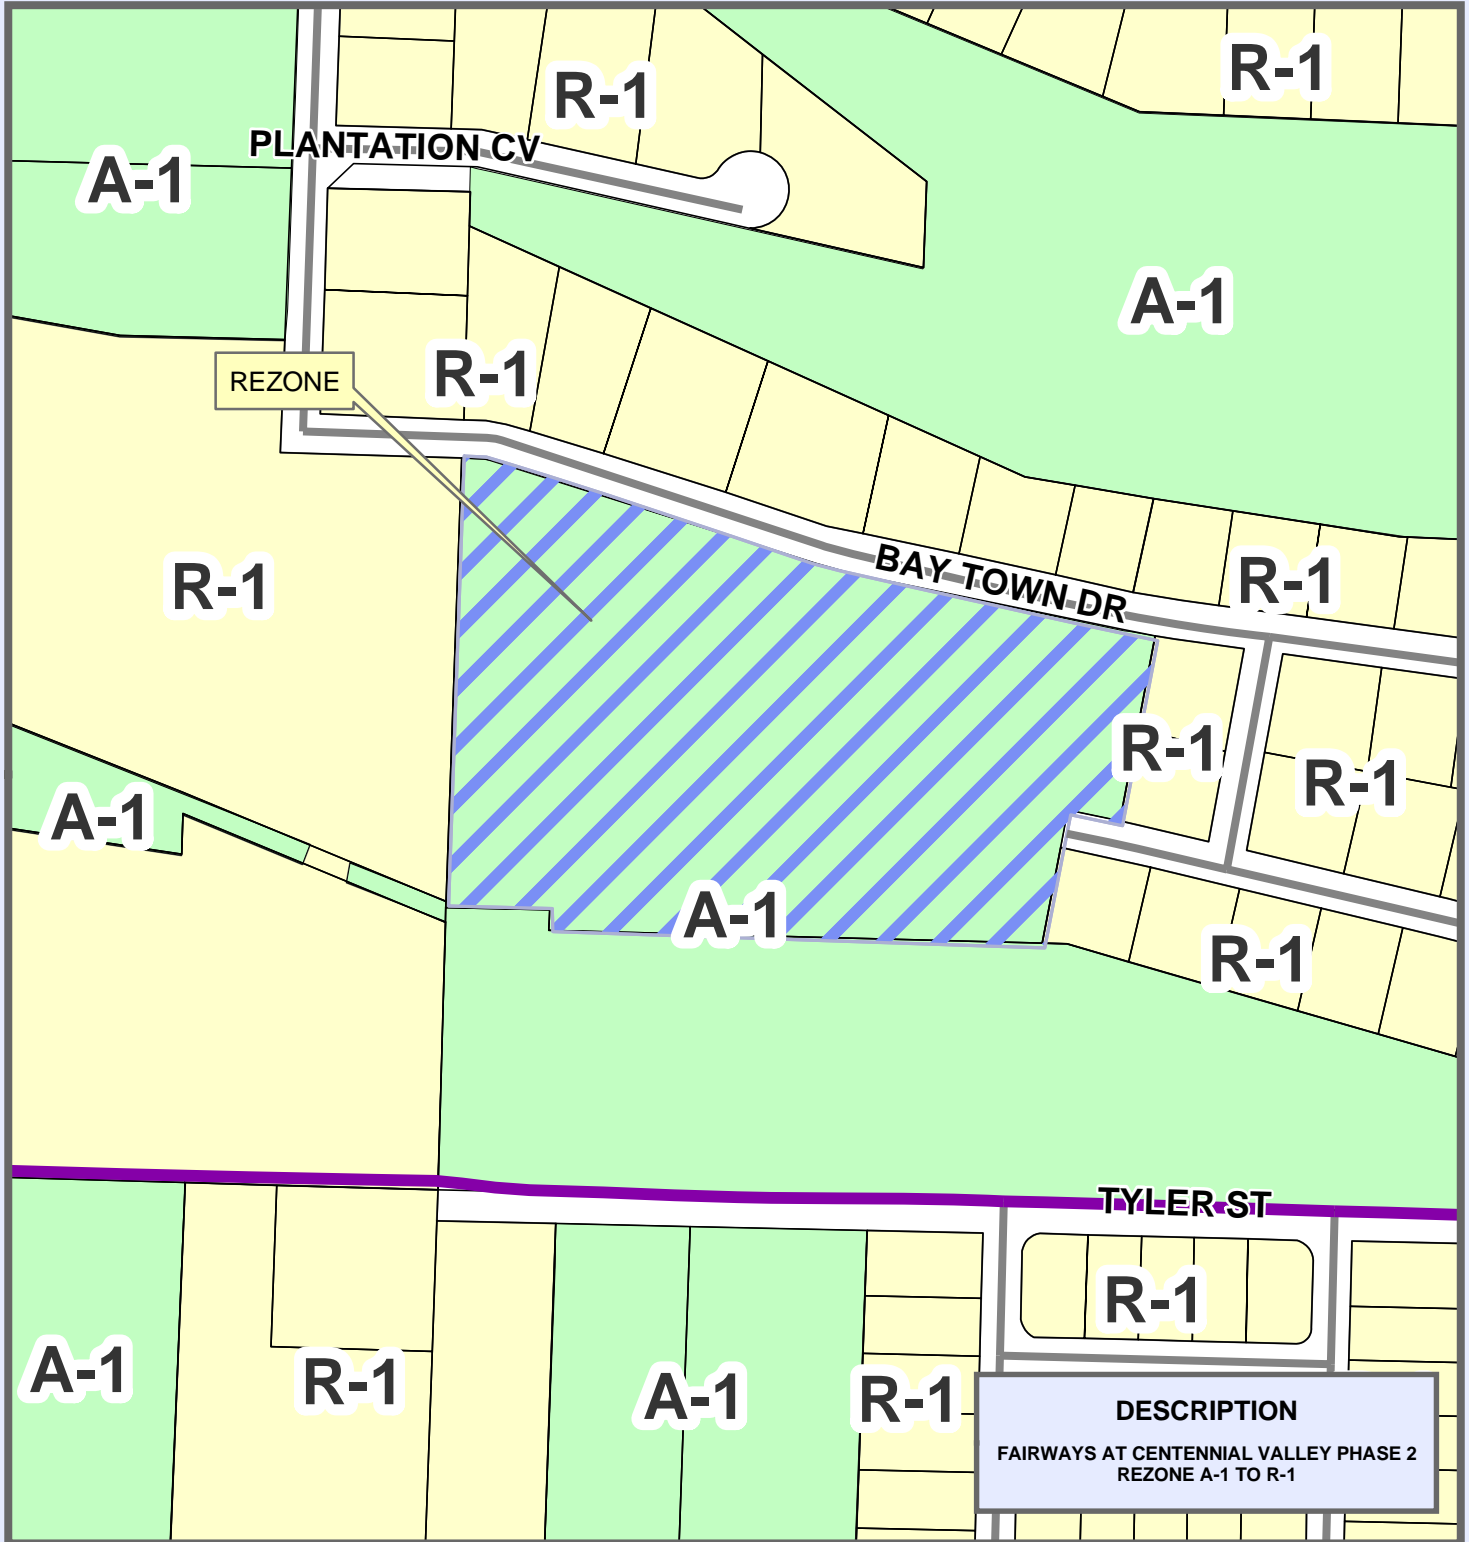 R-1
R-1
PLANTATION CV
A-1
A-1
R-1
REZONE
BAY TOWN DR
R-1
R-1
R-1
R-1
A-1
A-1
R-1
TYLER ST
R-1
A-1
R-1
A-1
R-1
DESCRIPTION
FAIRWAYS AT CENTENNIAL VALLEY PHASE 2
REZONE A-1 TO R-1